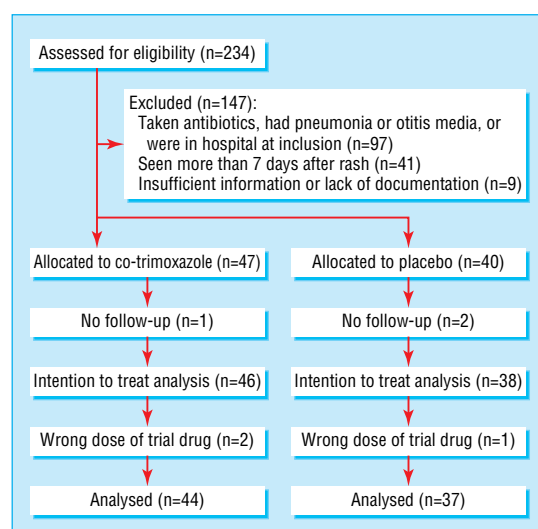 Assessed for eligibility (n=234)
Excluded (n=147):
Taken antibiotics, had pneumonia or otitis media, or
were in hospital at inclusion (n=97)
Seen more than 7 days after rash (n=41)
Insufficient information or lack of documentation (n=9)
Allocated to co-trimoxazole (n=47)
No follow-up (n=1)
Intention to treat analysis (n=46)
Wrong dose of trial drug (n=2)
Analysed (n=44)
Allocated to placebo (n=40)
No follow-up (n=2)
Intention to treat analysis (n=38)
Wrong dose of trial drug (n=1)
Analysed (n=37)